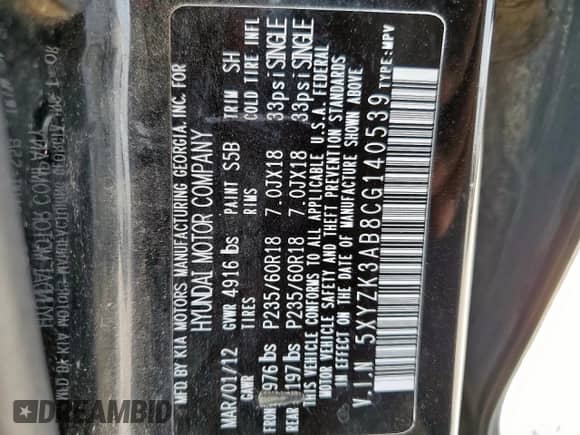 MFD BY KIA MOTORS MANUFACTURING GEORGIA, INC. FOR
HYUNDAI MOTOR COMPANY
MAR/01/12 GVWR 4916 lbs PAINT S5B TRIM SH
GAWR TIRES RIMS COLD TIRE INFL
FRONT 976 lbs P235/60R18 7.0JX18 33psi SINGLE
REAR 197 lbs P235/60R18 7.0JX18 33psi SINGLE
THIS VEHICLE CONFORMS TO ALL APPLICABLE U.S.A. FEDERAL
MOTOR VEHICLE SAFETY AND THEFT PREVENTION STANDARDS
IN EFFECT ON THE DATE OF MANUFACTURE SHOWN ABOVE
V.I.N 5XYZK3AB8CG140539 TYPE:MPV
DREAMBID